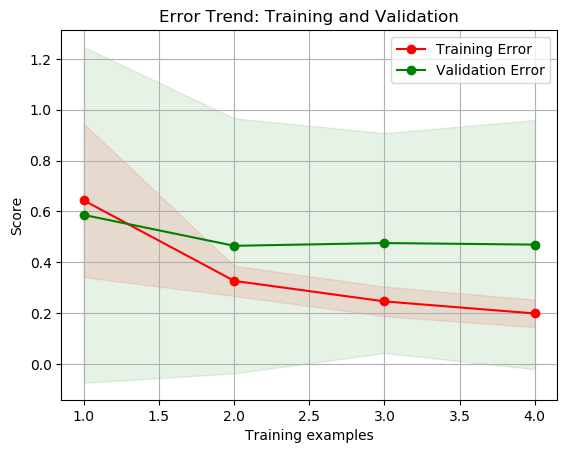 Error Trend: Training and Validation
Training Error
Validation Error
Score
1.2
1.0
0.8
0.6
0.4
0.2
0.0
1.0 1.5 2.0 2.5 3.0 3.5 4.0
Training examples